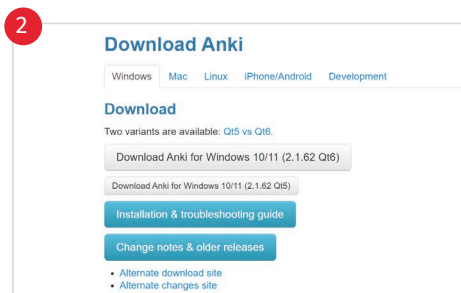 2
Download Anki
Windows Mac Linux iPhone/Android Development
Download
Two variants are available: Qt5 vs Qt6.
Download Anki for Windows 10/11 (2.1.62 Qt6)
Download Anki for Windows 10/11 (2.1.62 Qt5)
Installation & troubleshooting guide
Change notes & older releases
• Alternate download site
• Alternate changes site